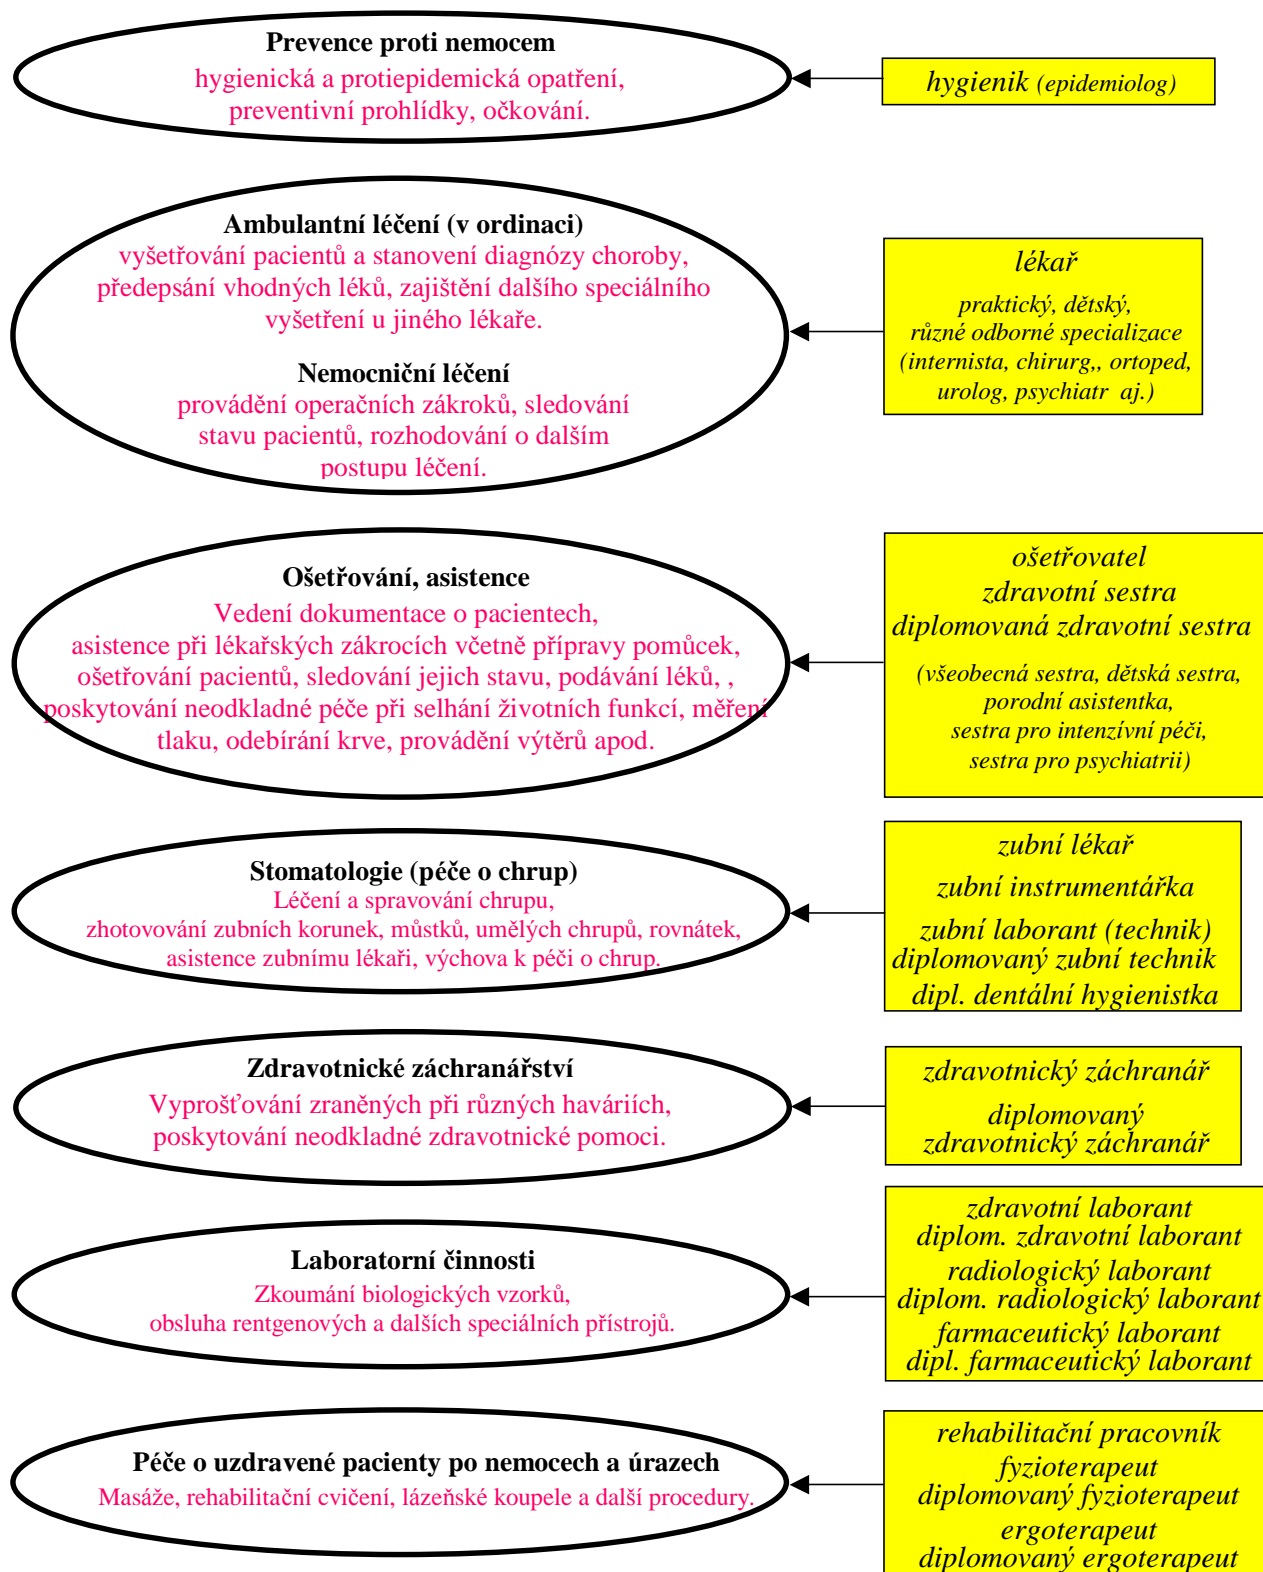 Prevence proti nemocem
hygienická a protiepidemická opatření,
preventivní prohlídky, očkování.
hygienik (epidemiolog)
Ambulantní léčení (v ordinaci)
vyšetřování pacientů a stanovení diagnózy choroby,
předepsání vhodných léků, zajištění dalšího speciálního
vyšetření u jiného lékaře.
Nemocniční léčení
provádění operačních zákroků, sledování
stavu pacientů, rozhodování o dalším
postupu léčení.
lékař
praktický, dětský,
různé odborné specializace
(internista, chirurg,, ortoped,
urolog, psychiatr aj.)
Ošetřování, asistence
Vedení dokumentace o pacientech,
asistence při lékařských zákrocích včetně přípravy pomůcek,
ošetřování pacientů, sledování jejich stavu, podávání léků, ,
poskytování neodkladné péče při selhání životních funkcí, měření
tlaku, odebírání krve, provádění výtěrů apod.
ošetřovatel
zdravotní sestra
diplomovaná zdravotní sestra
(všeobecná sestra, dětská sestra,
porodní asistentka,
sestra pro intenzívní péči,
sestra pro psychiatrii)
Stomatologie (péče o chrup)
Léčení a spravování chrupu,
zhotovování zubních korunek, můstků, umělých chrupů, rovnátek,
asistence zubnímu lékaři, výchova k péči o chrup.
zubní lékař
zubní instrumentářka
zubní laborant (technik)
diplomovaný zubní technik
dipl. dentální hygienistka
Zdravotnické záchranářství
Vyprošťování zraněných při různých haváriích,
poskytování neodkladné zdravotnické pomoci.
zdravotnický záchranář
diplomovaný
zdravotnický záchranář
Laboratorní činnosti
Zkoumání biologických vzorků,
obsluha rentgenových a dalších speciálních přístrojů.
zdravotní laborant
diplom. zdravotní laborant
radiologický laborant
diplom. radiologický laborant
farmaceutický laborant
dipl. farmaceutický laborant
Péče o uzdravené pacienty po nemocech a úrazech
Masáže, rehabilitační cvičení, lázeňské koupele a další procedury.
rehabilitační pracovník
fyzioterapeut
diplomovaný fyzioterapeut
ergoterapeut
diplomovaný ergoterapeut